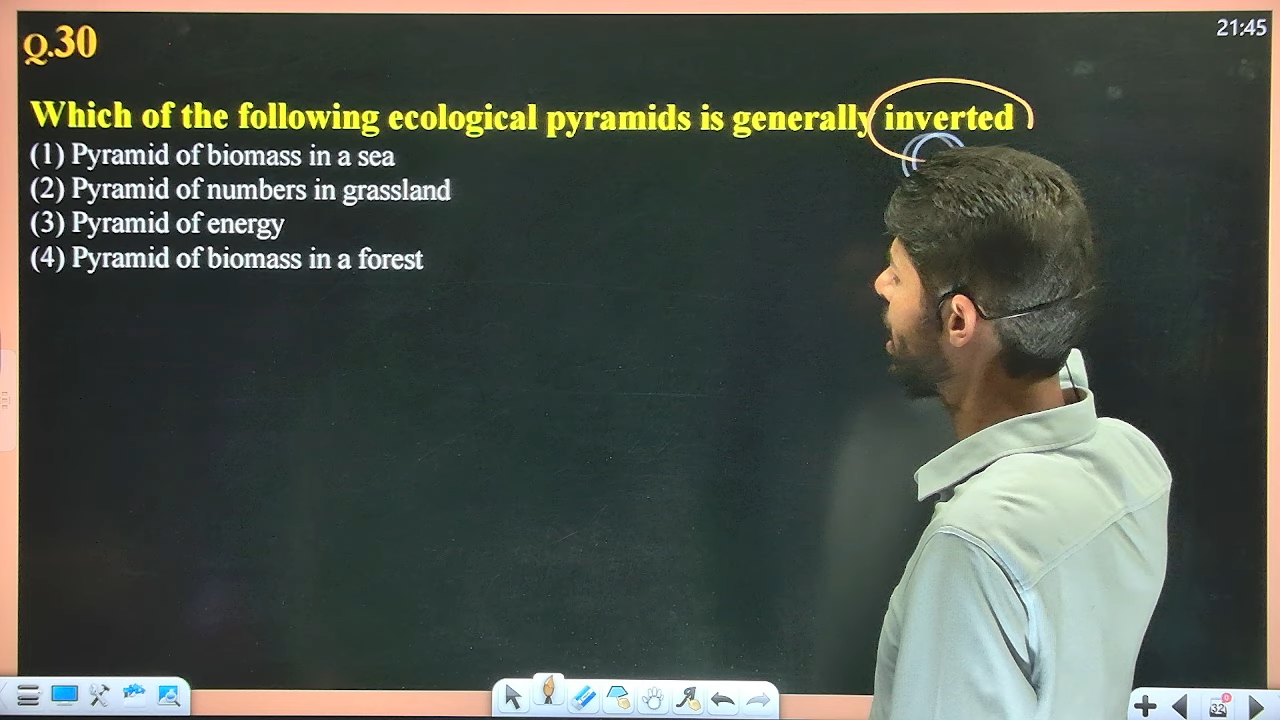 21:45
Q.30
Which of the following ecological pyramids is generally inverted
(1) Pyramid of biomass in a sea
(2) Pyramid of numbers in grassland
(3) Pyramid of energy
(4) Pyramid of biomass in a forest
32